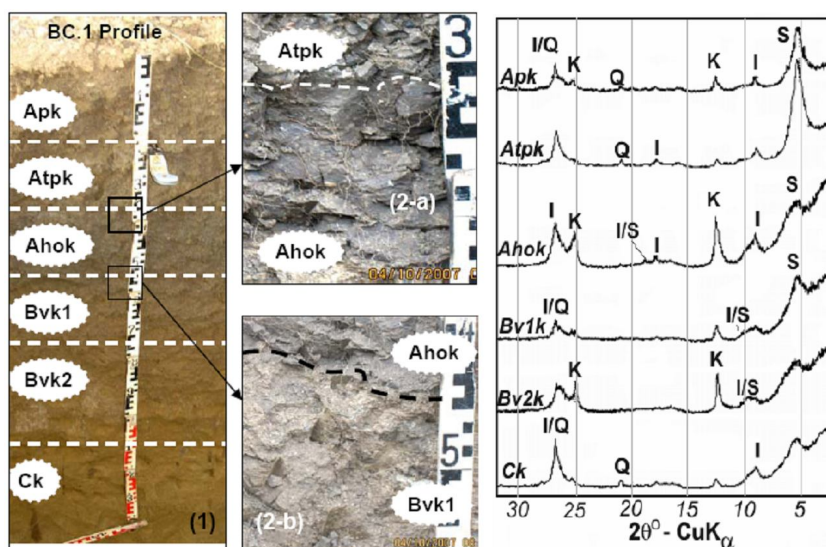 BC.1 Profile
Apk
Atpk
Ahok
Bvk1
Bvk2
Ck
(1)
Atpk
3
(2-a)
Ahok
04/10/2007
Ahok
5
Bvk1
(2-b)
04/10/2007
I/Q
K
Q
K
I
S
Apk
Q
I
Atpk
I
K
I/S
I
K
I
S
Ahok
I/Q
I/S
S
Bv1k
K
K
I/S
Bv2k
I/Q
Q
I
Ck
30
25
20
15
10
5
2θ° - CuKα